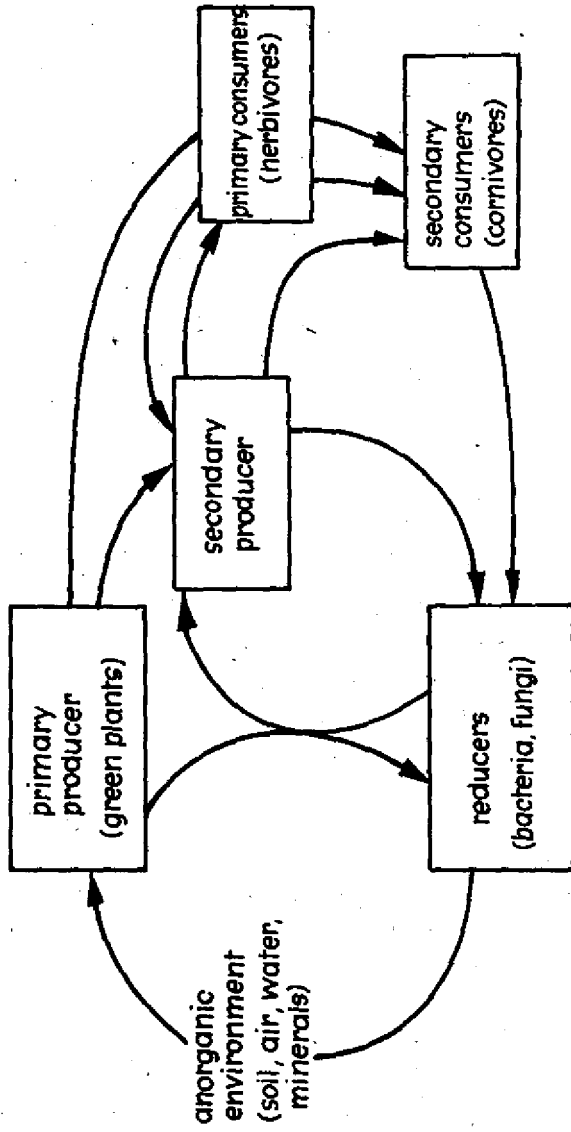 primary
producer
(green plants)
secondary
producer
primary consumers
(herbivores)
secondary
consumers
(cornivores)
reducers
(bacteria, fungi)
anorganic
environment
(soil, air, water,
minerals)